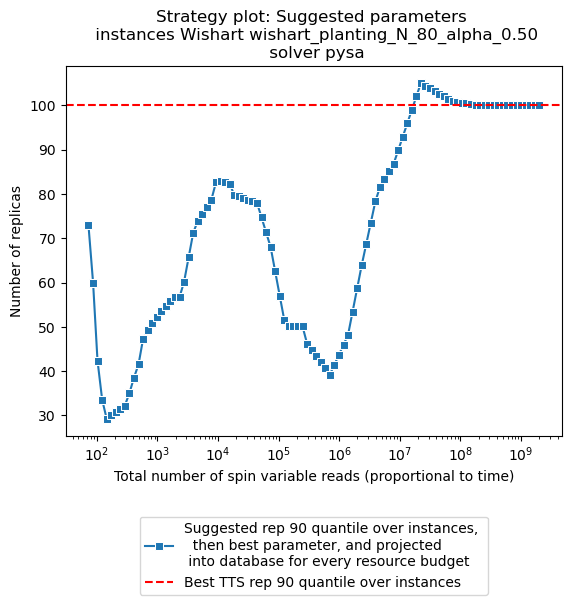 Strategy plot: Suggested parameters
instances Wishart wishart_planting_N_80_alpha_0.50
solver pysa
Number of replicas
100
90
80
70
60
50
40
30
10^2
10^3
10^4
10^5
10^6
10^7
10^8
10^9
Total number of spin variable reads (proportional to time)
Suggested rep 90 quantile over instances,
then best parameter, and projected
into database for every resource budget
Best TTS rep 90 quantile over instances